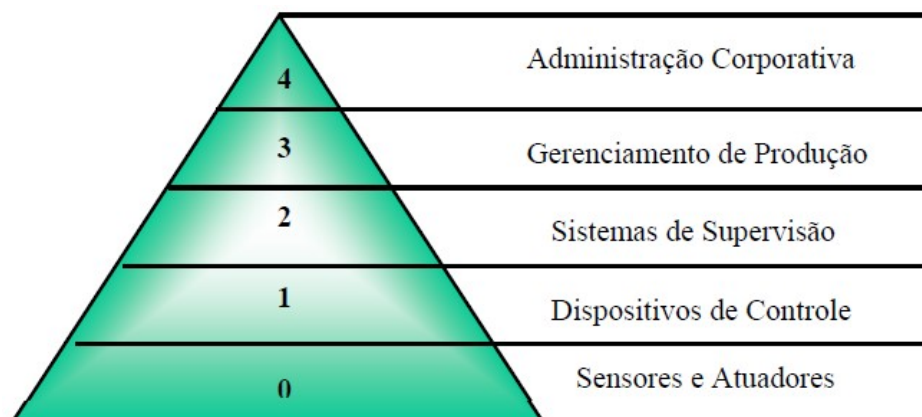 4 Administração Corporativa
3 Gerenciamento de Produção
2 Sistemas de Supervisão
1 Dispositivos de Controle
0 Sensores e Atuadores